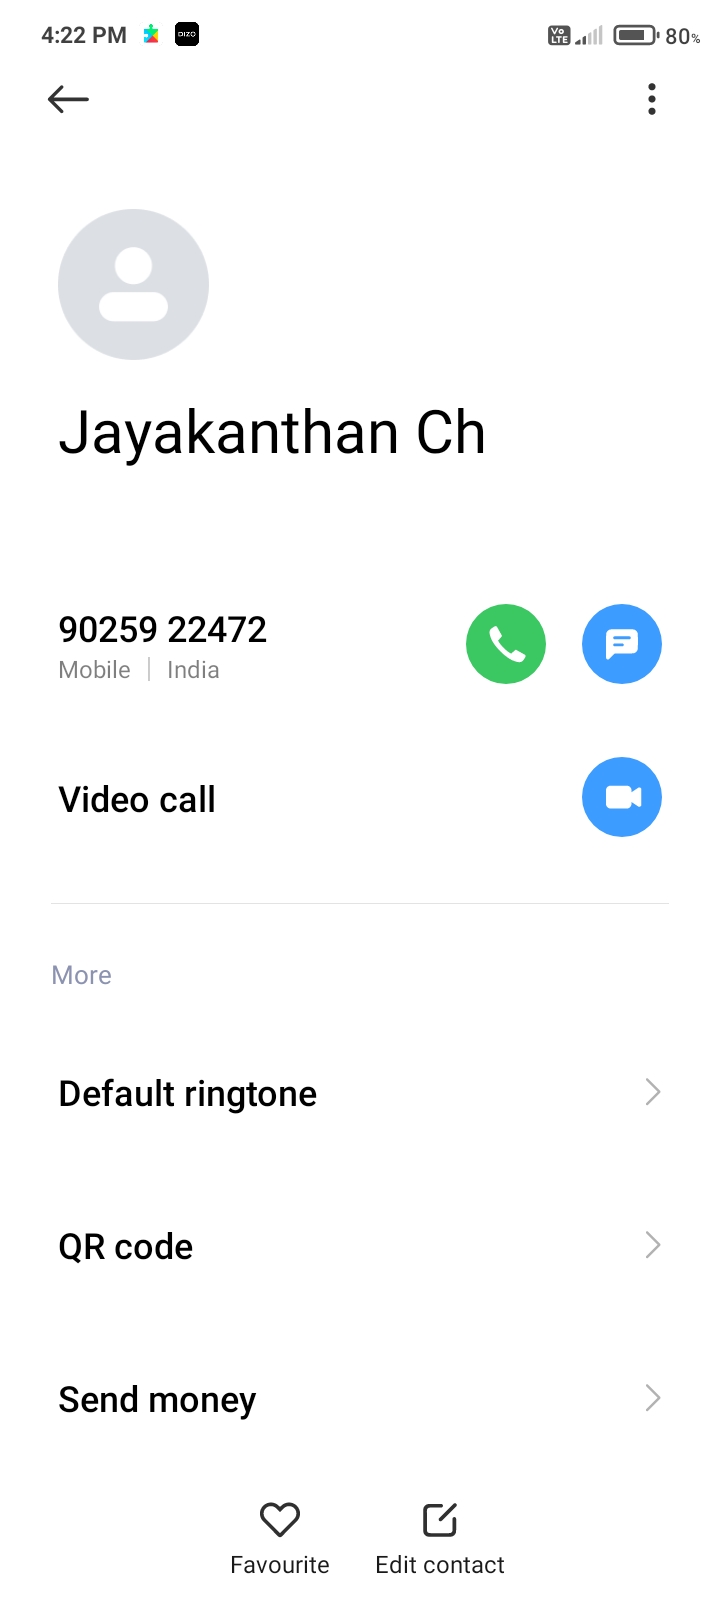 4:22 PM DIZO Vo LTE 80%
Jayakanthan Ch
90259 22472
Mobile | India
Video call
More
Default ringtone
QR code
Send money
Favourite Edit contact